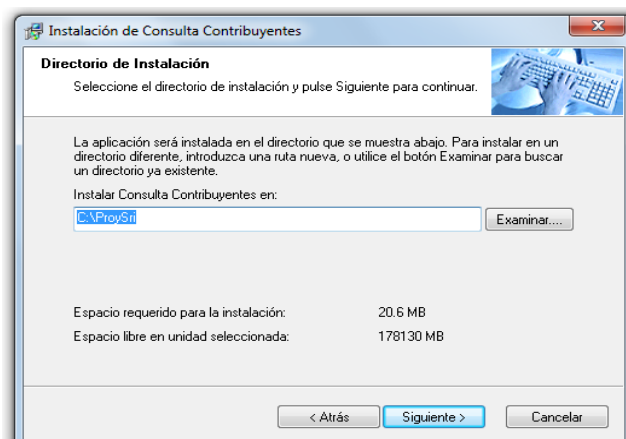 Instalación de Consulta Contribuyentes
Directorio de Instalación
Seleccione el directorio de instalación y pulse Siguiente para continuar.
La aplicación será instalada en el directorio que se muestra abajo. Para instalar en un
directorio diferente, introduzca una ruta nueva, o utilice el botón Examinar para buscar
un directorio ya existente.
Instalar Consulta Contribuyentes en:
C:\ProySri
Examinar....
Espacio requerido para la instalación: 20.6 MB
Espacio libre en unidad seleccionada: 178130 MB
< Atrás Siguiente > Cancelar